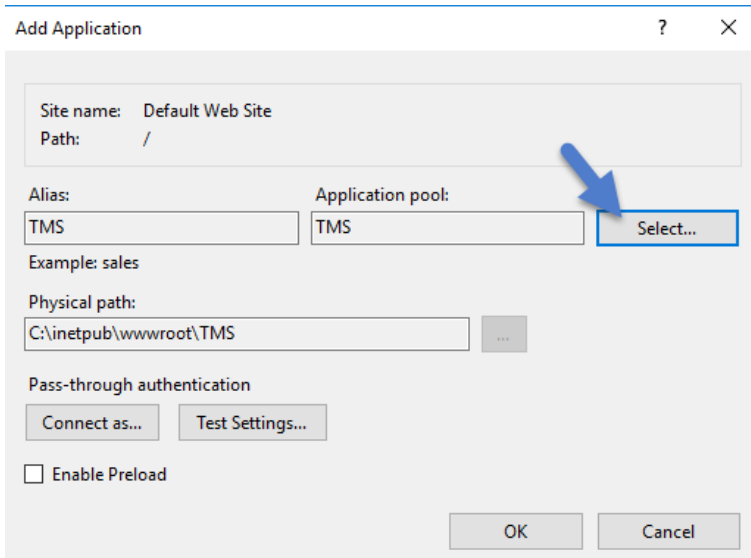 Add Application ? ×
Site name: Default Web Site
Path: /
Alias: Application pool:
TMS TMS Select...
Example: sales
Physical path:
C:\inetpub\wwwroot\TMS ...
Pass-through authentication
Connect as... Test Settings...
Enable Preload
OK Cancel